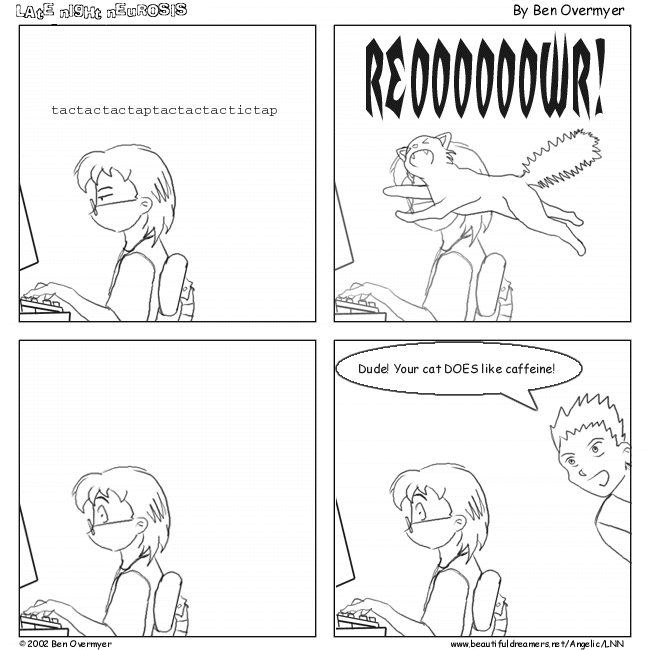 LAtE nIgHt nEUROSIS
By Ben Overmyer
tactactactaptactactactictap
REOOOOOOOWR!
Dude! Your cat DOES like caffeine!
© 2002 Ben Overmyer
www.beautifuldreamers.net/Angelic/LNN